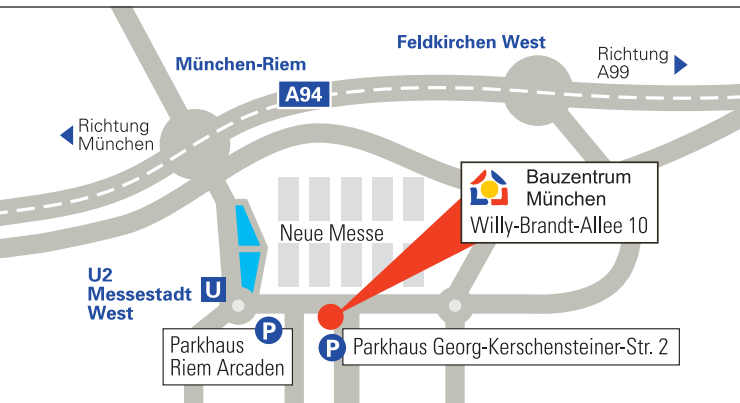 Feldkirchen West
Richtung
A99
München-Riem
A94
Richtung
München
Bauzentrum
München
Willy-Brandt-Allee 10
Neue Messe
U2
Messestadt
West
U
P
Parkhaus
Riem Arcaden
P
Parkhaus Georg-Kerschensteiner-Str. 2